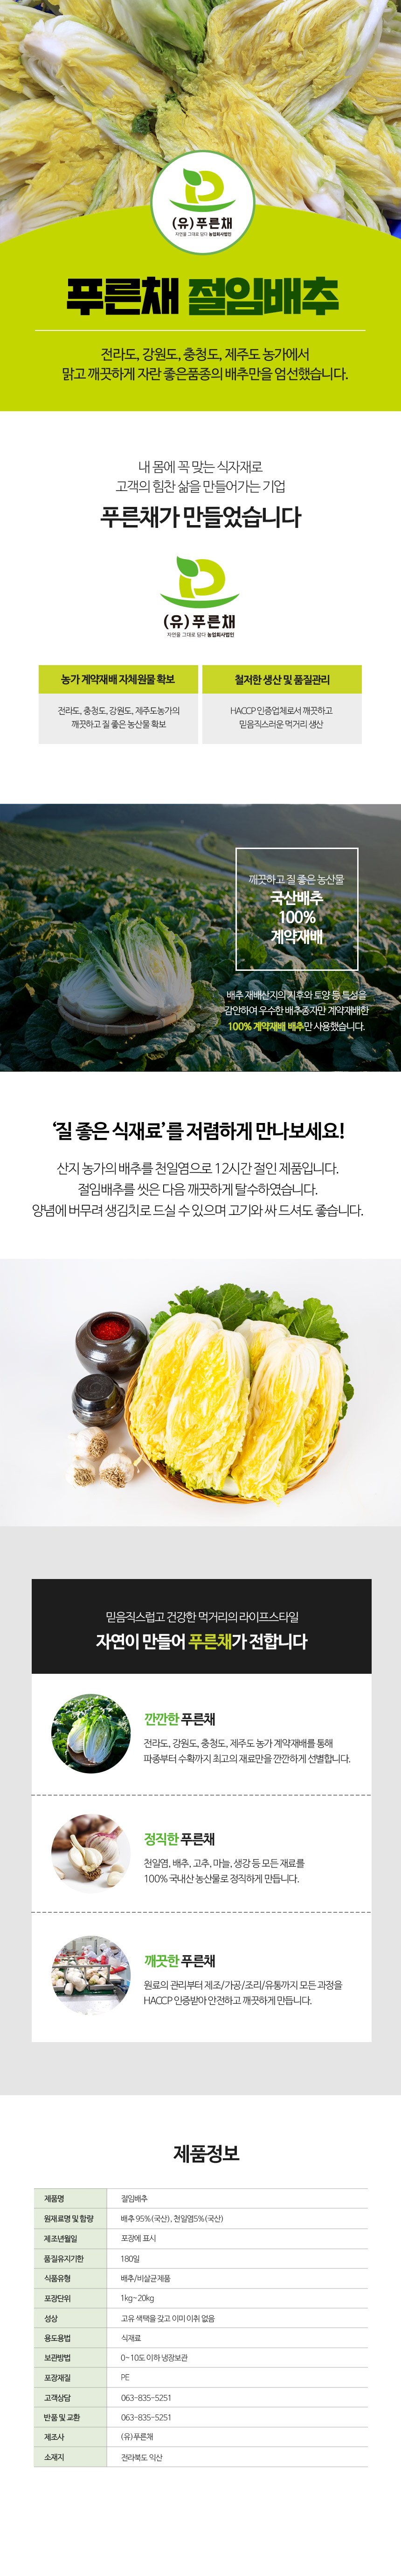 (유)푸른채
자연을 그대로 담다 농업회사법인
푸른채 절임배추
전라도, 강원도, 충청도, 제주도 농가에서
맑고 깨끗하게 자란 좋은품종의 배추만을 엄선했습니다.
내 몸에 꼭 맞는 식자재로
고객의 힘찬 삶을 만들어가는 기업
푸른채가 만들었습니다
(유)푸른채
자연을 그대로 담다 농업회사법인
농가 계약재배 자체원물 확보
전라도, 충청도, 강원도, 제주도농가의
깨끗하고 질 좋은 농산물 확보
철저한 생산 및 품질관리
HACCP 인증업체로서 깨끗하고
믿음직스러운 먹거리 생산
깨끗하고 질 좋은 농산물
국산배추
100%
계약재배
배추 재배산지의 기후와 토양 등 특성을
감안하여 우수한 배추종자만 계약재배한
100% 계약재배 배추만 사용했습니다.
‘질 좋은 식재료’를 저렴하게 만나보세요!
산지 농가의 배추를 천일염으로 12시간 절인 제품입니다.
절임배추를 씻은 다음 깨끗하게 탈수하였습니다.
양념에 버무려 생김치로 드실 수 있으며 고기와 싸 드셔도 좋습니다.
믿음직스럽고 건강한 먹거리의 라이프스타일
자연이 만들어 푸른채가 전합니다
깐깐한 푸른채
전라도, 강원도, 충청도, 제주도 농가 계약재배를 통해
파종부터 수확까지 최고의 재료만을 깐깐하게 선별합니다.
정직한 푸른채
천일염, 배추, 고추, 마늘, 생강 등 모든 재료를
100% 국내산 농산물로 정직하게 만듭니다.
깨끗한 푸른채
원료의 관리부터 제조/가공/조리/유통까지 모든 과정을
HACCP 인증받아 안전하고 깨끗하게 만듭니다.
제품정보
제품명 절임배추
원재료명 및 함량 배추 95%(국산), 천일염5%(국산)
제조년월일 포장에 표시
품질유지기한 180일
식품유형 배추/비살균 제품
포장단위 1kg~20kg
성상 고유 색택을 갖고 이미 이취 없음
용도용법 식재료
보관방법 0~10도 이하 냉장보관
포장재질 PE
고객상담 063-835-5251
반품 및 교환 063-835-5251
제조사 (유)푸른채
소재지 전라북도 익산